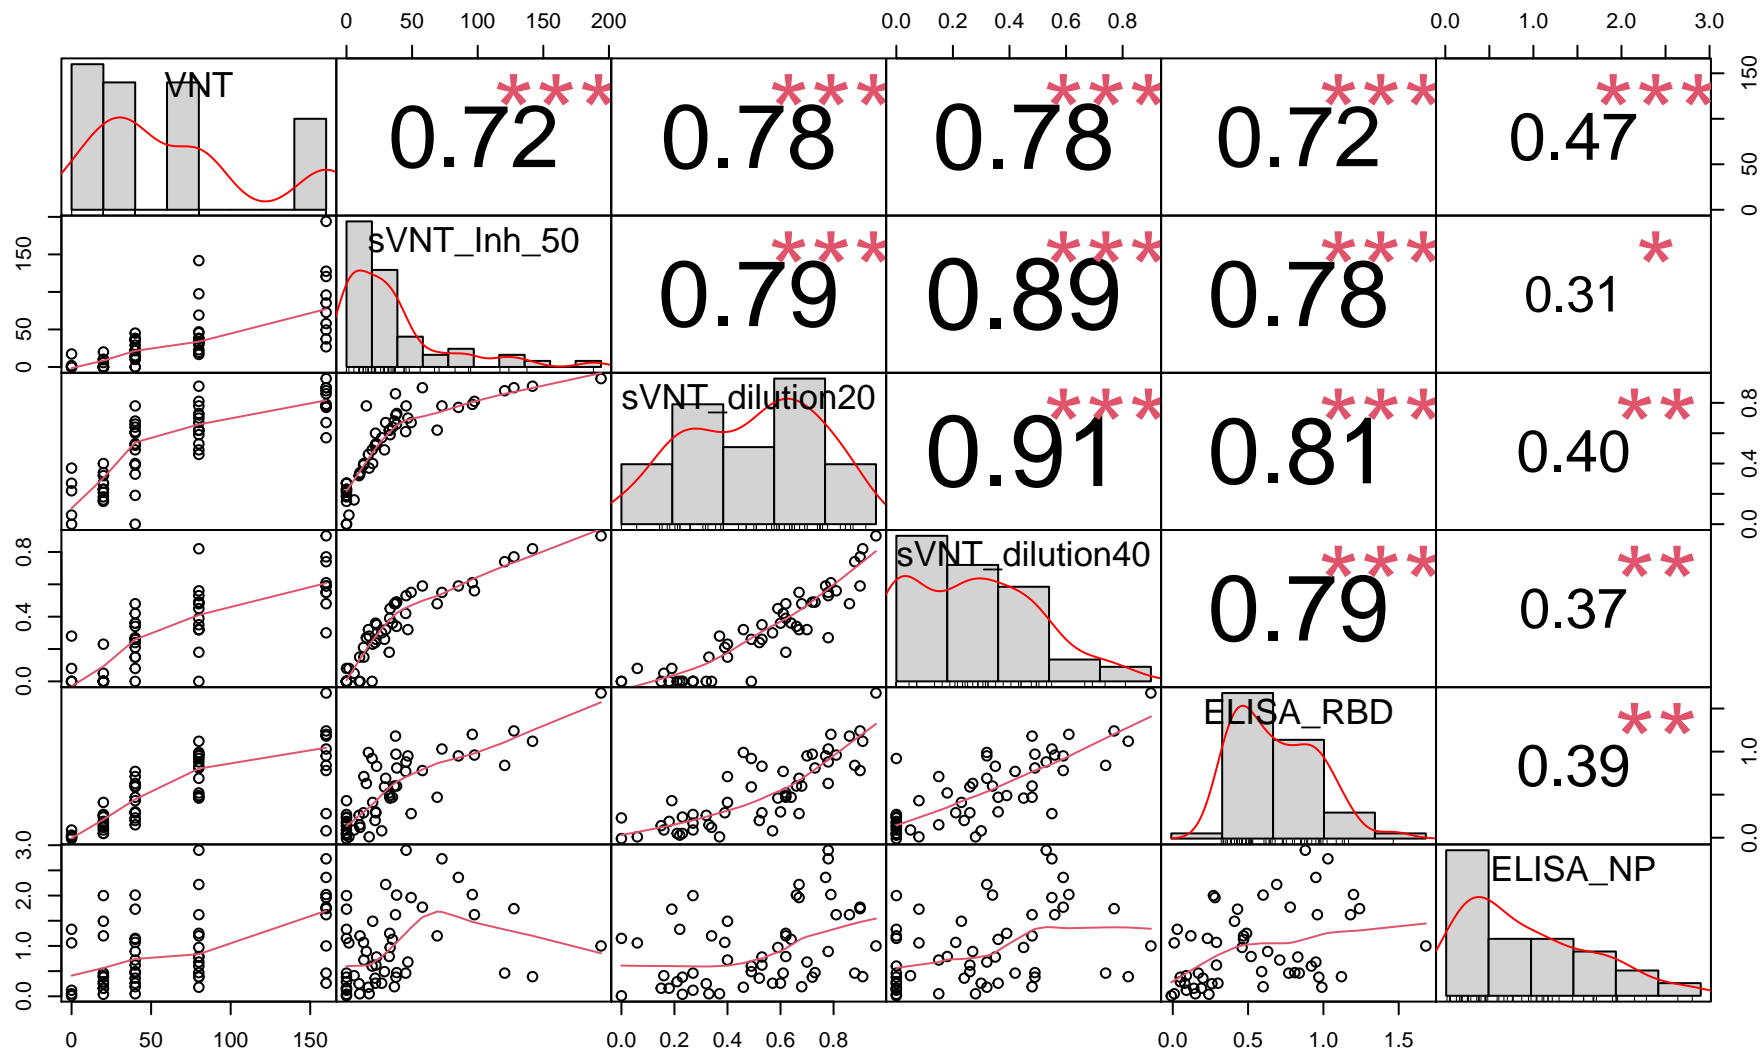 0 50 100 150 200 0.0 0.2 0.4 0.6 0.8 0.0 1.0 2.0 3.0
VNT 0.72 *** 0.78 *** 0.78 *** 0.72 *** 0.47 *** 0 50 150
0 50 150 sVNT_Inh_50 0.79 *** 0.89 *** 0.78 *** 0.31 *
sVNT_dilution20 0.91 *** 0.81 *** 0.40 ** 0.0 0.4 0.8
0.0 0.4 0.8 sVNT_dilution40 0.79 *** 0.37 **
ELISA_RBD 0.39 ** 0.0 1.0
0.0 1.0 2.0 3.0 ELISA_NP
0 50 100 150 0.0 0.2 0.4 0.6 0.8 0.0 0.5 1.0 1.5